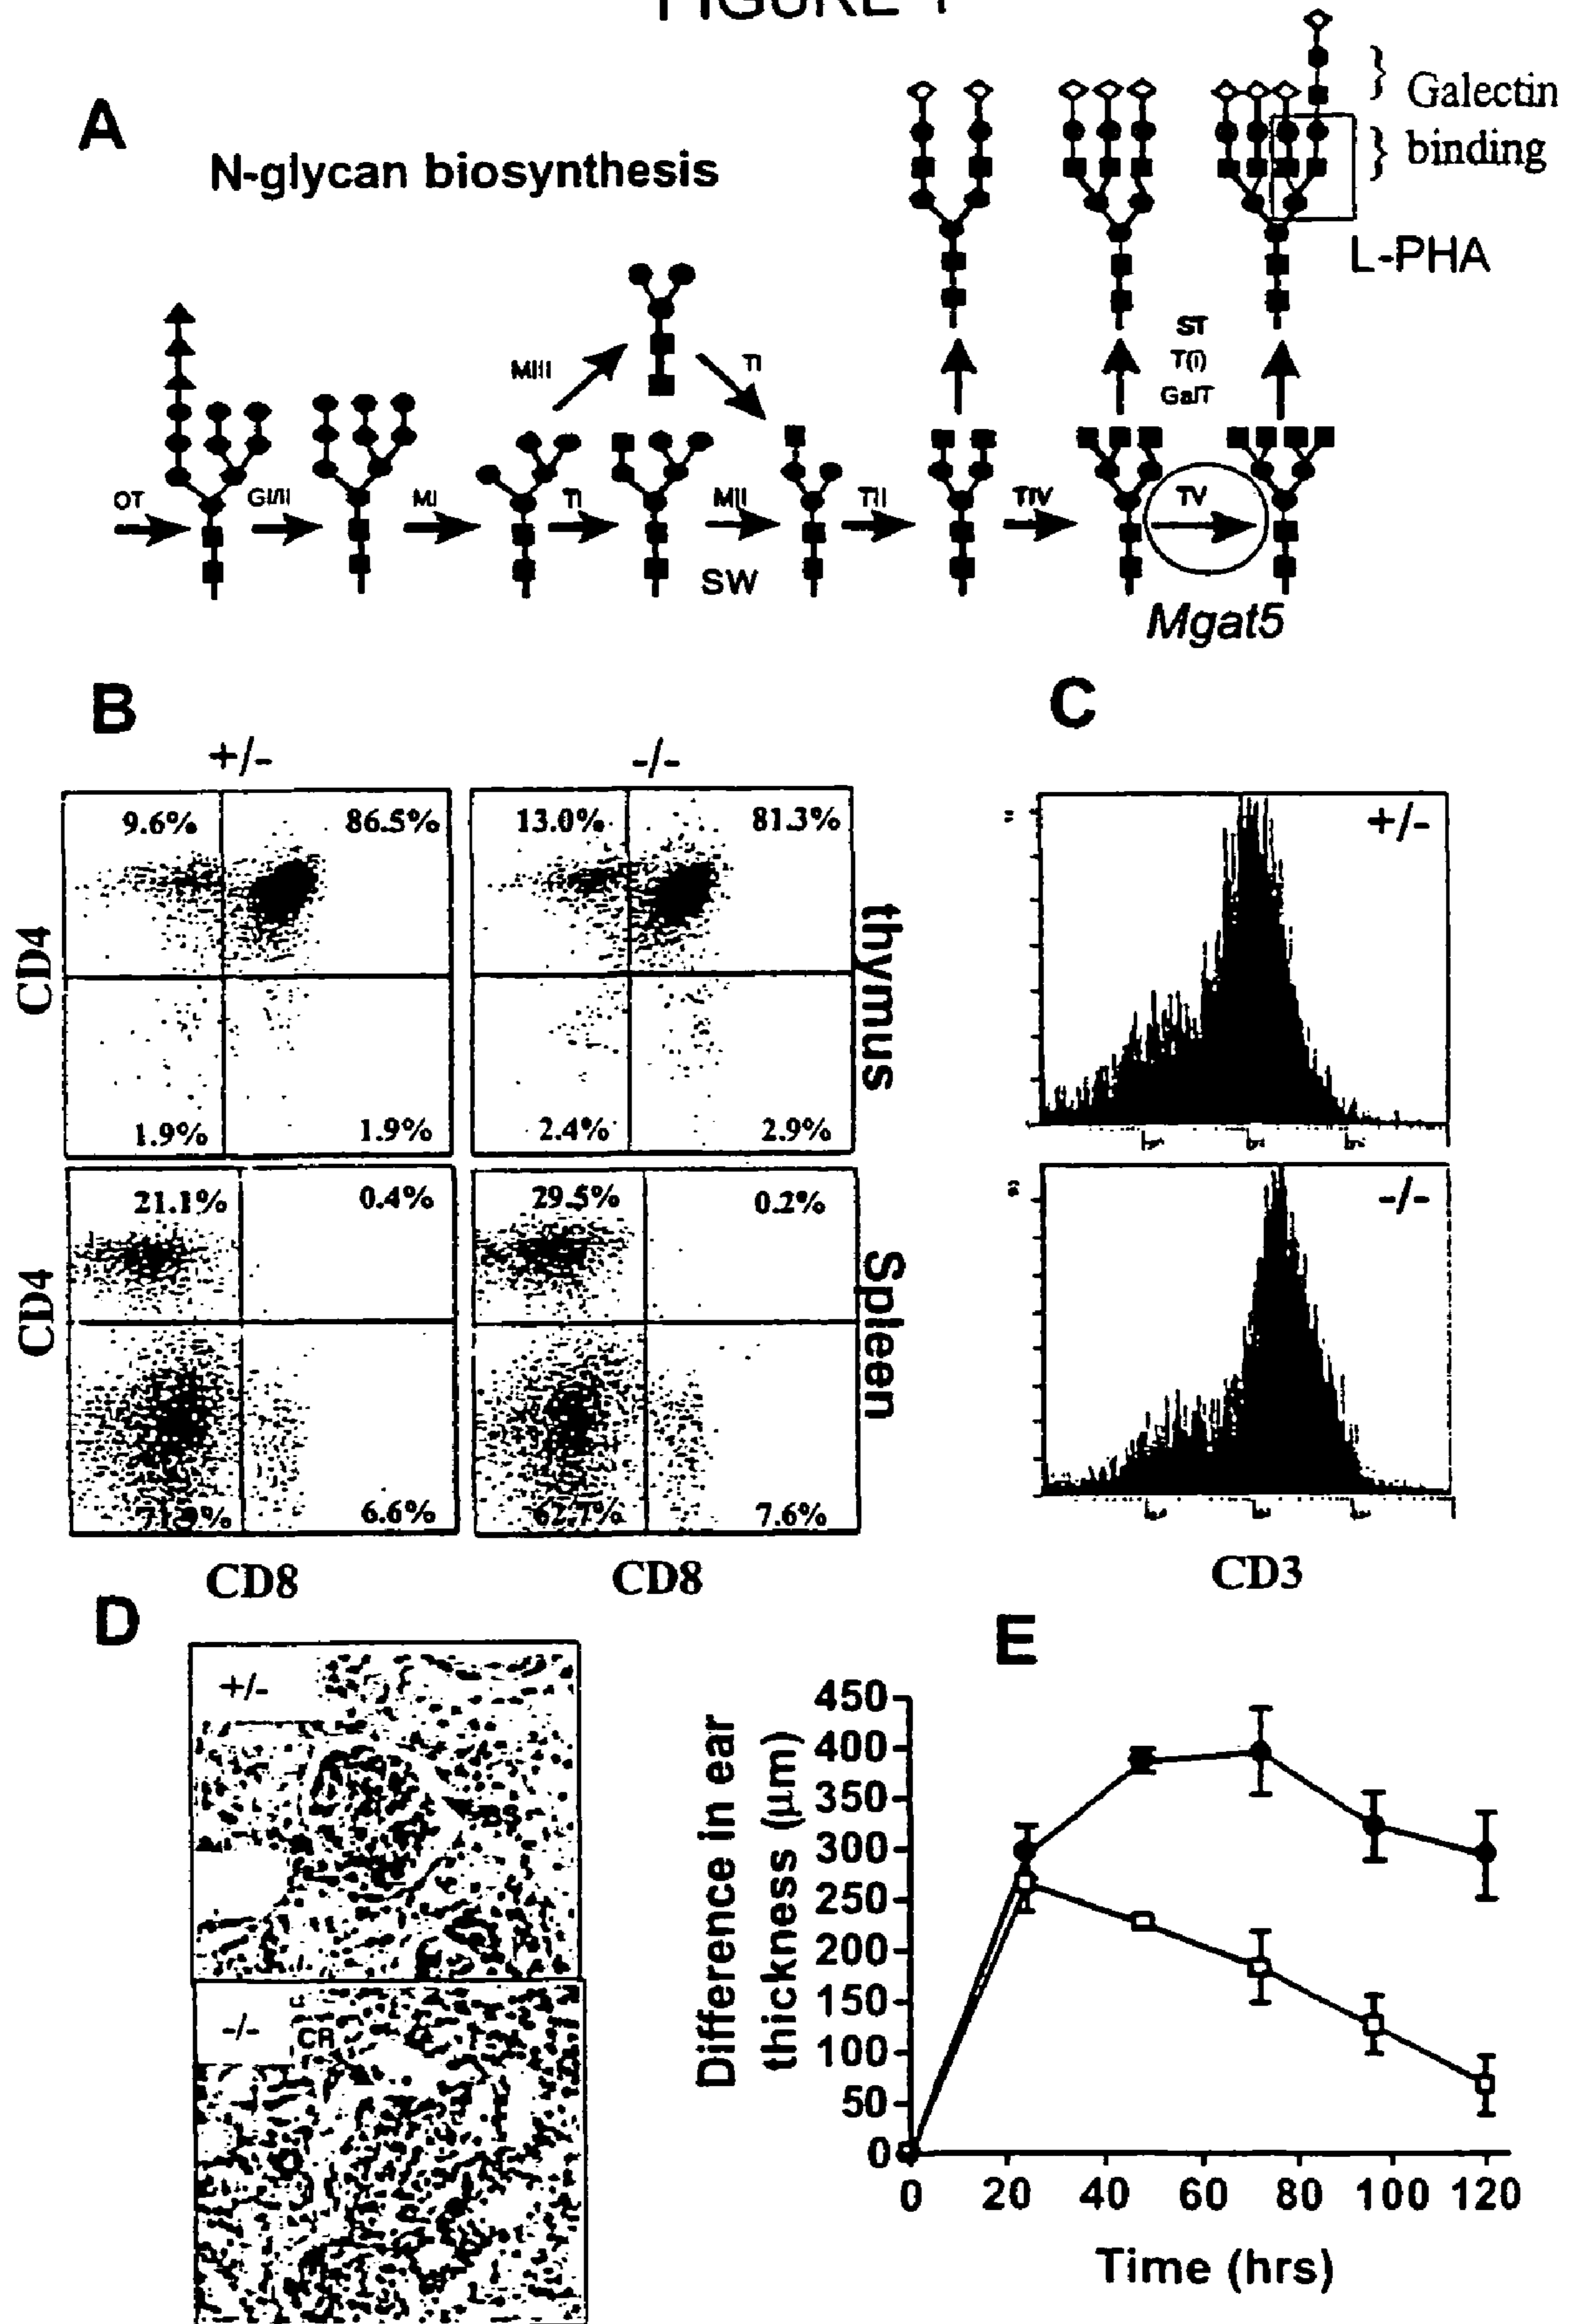 FIGURE 1
A
N-glycan biosynthesis
Galectin
binding
L-PHA
MIII
TI
ST
T(i)
GalT
OT
GI/II
MI
TI
MII
TII
TIV
TV
SW
Mgat5
B
C
+/-
-/-
9.6%
86.5%
13.0%
81.3%
+/-
CD4
thymus
1.9%
1.9%
2.4%
2.9%
21.1%
0.4%
29.5%
0.2%
-/-
CD4
Spleen
6.6%
62.7%
7.6%
CD8
CD8
CD3
D
E
+/-
BS
-/-
CR
Difference in ear
thickness (μm)
450
400
350
300
250
200
150
100
50
0
0 20 40 60 80 100 120
Time (hrs)